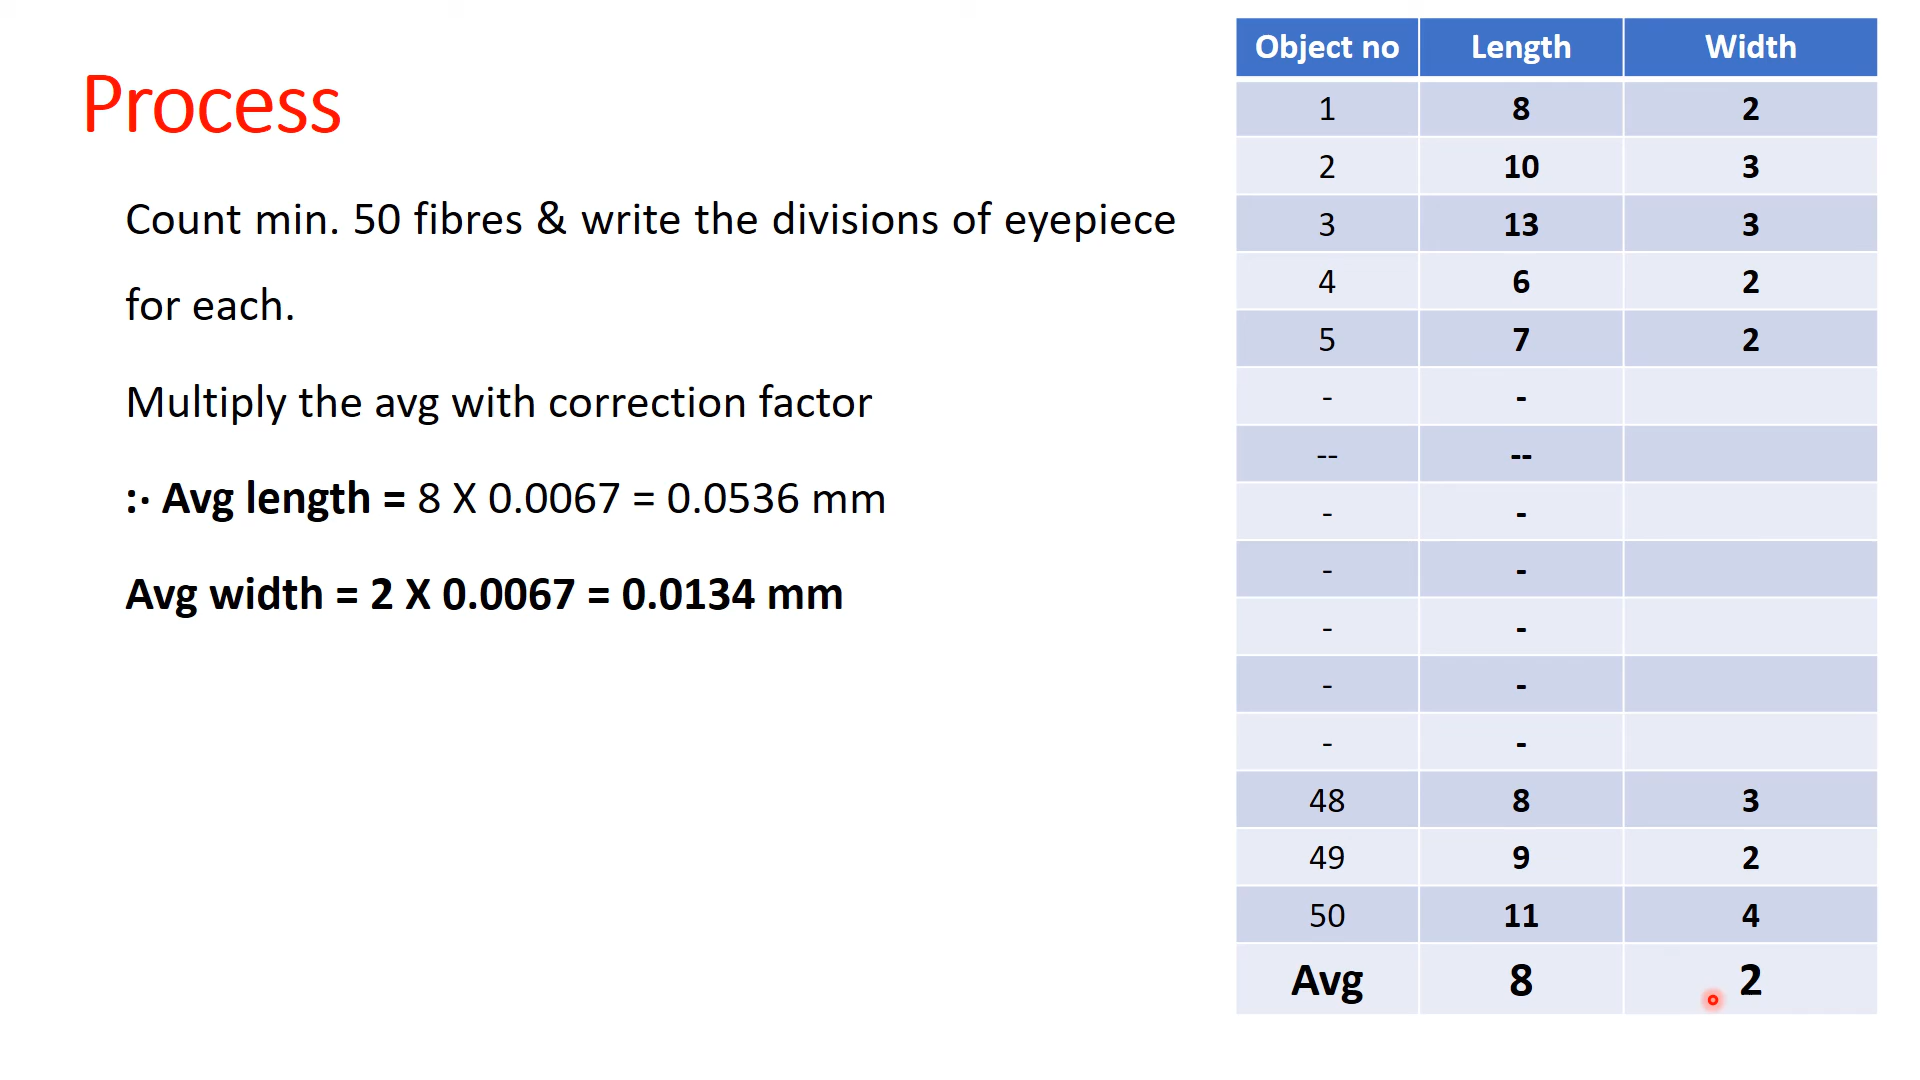 Process
Count min. 50 fibres & write the divisions of eyepiece
for each.
Multiply the avg with correction factor
:· Avg length = 8 X 0.0067 = 0.0536 mm
Avg width = 2 X 0.0067 = 0.0134 mm
Object no Length Width
1 8 2
2 10 3
3 13 3
4 6 2
5 7 2
- -
-- --
- -
- -
- -
- -
- -
48 8 3
49 9 2
50 11 4
Avg 8 2